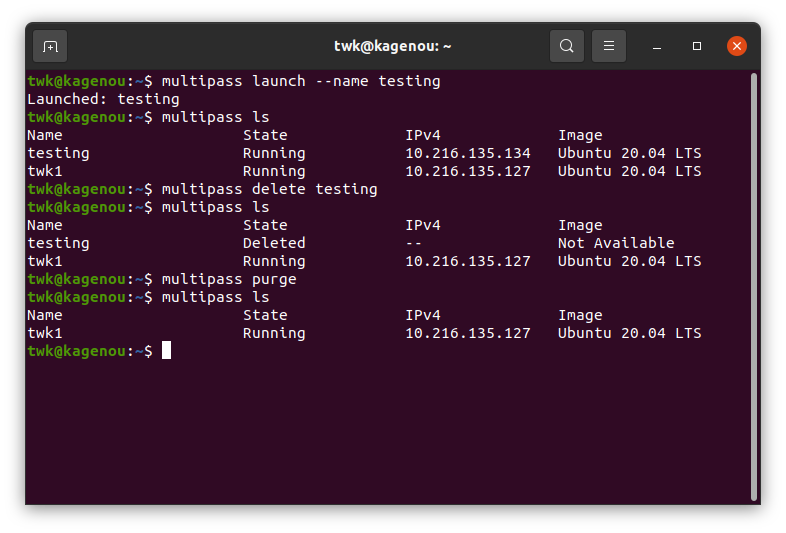 twk@kagenou: ~
twk@kagenou:~$ multipass launch --name testing
Launched: testing
twk@kagenou:~$ multipass ls
Name                    State             IPv4             Image
testing                 Running           10.216.135.134   Ubuntu 20.04 LTS
twk1                    Running           10.216.135.127   Ubuntu 20.04 LTS
twk@kagenou:~$ multipass delete testing
twk@kagenou:~$ multipass ls
Name                    State             IPv4             Image
testing                 Deleted           --               Not Available
twk1                    Running           10.216.135.127   Ubuntu 20.04 LTS
twk@kagenou:~$ multipass purge
twk@kagenou:~$ multipass ls
Name                    State             IPv4             Image
twk1                    Running           10.216.135.127   Ubuntu 20.04 LTS
twk@kagenou:~$